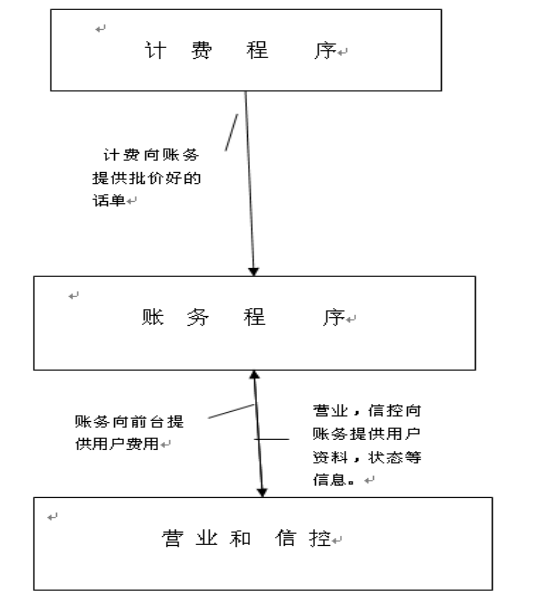 计费程序
计费向账务
提供批价好的
话单
账务程序
账务向前台提
供用户费用
营业，信控向
账务提供用户
资料，状态等
信息。
营业和信控